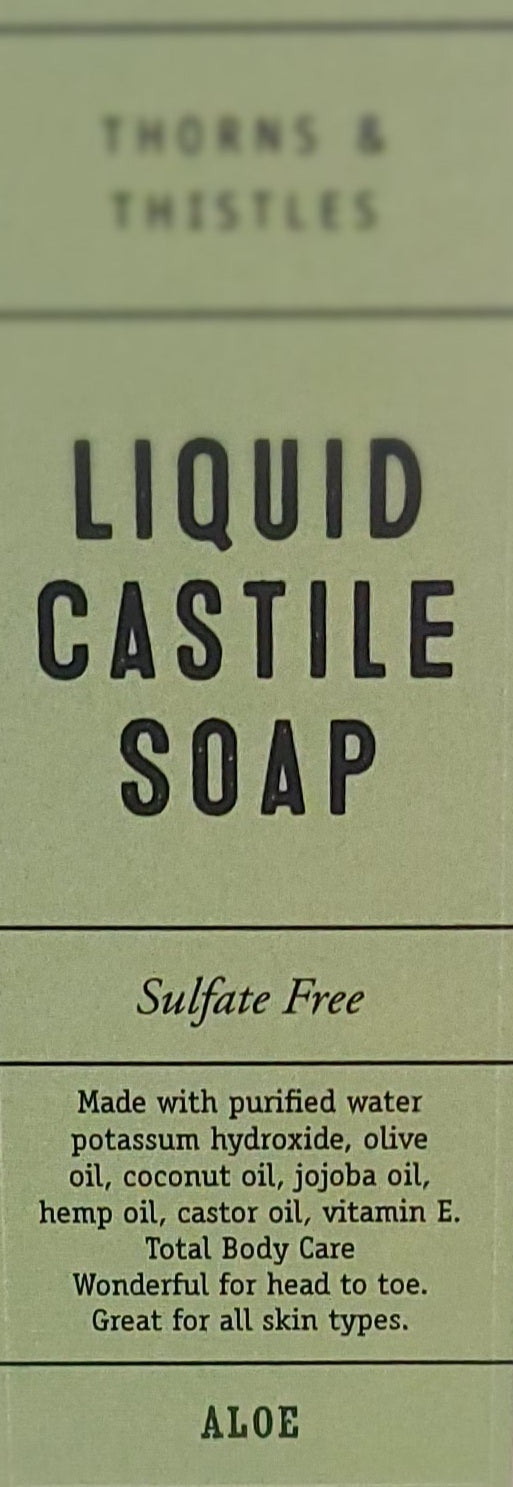 THORNS &
THISTLES
LIQUID
CASTILE
SOAP
Sulfate Free
Made with purified water
potassum hydroxide, olive
oil, coconut oil, jojoba oil,
hemp oil, castor oil, vitamin E.
Total Body Care
Wonderful for head to toe.
Great for all skin types.
ALOE